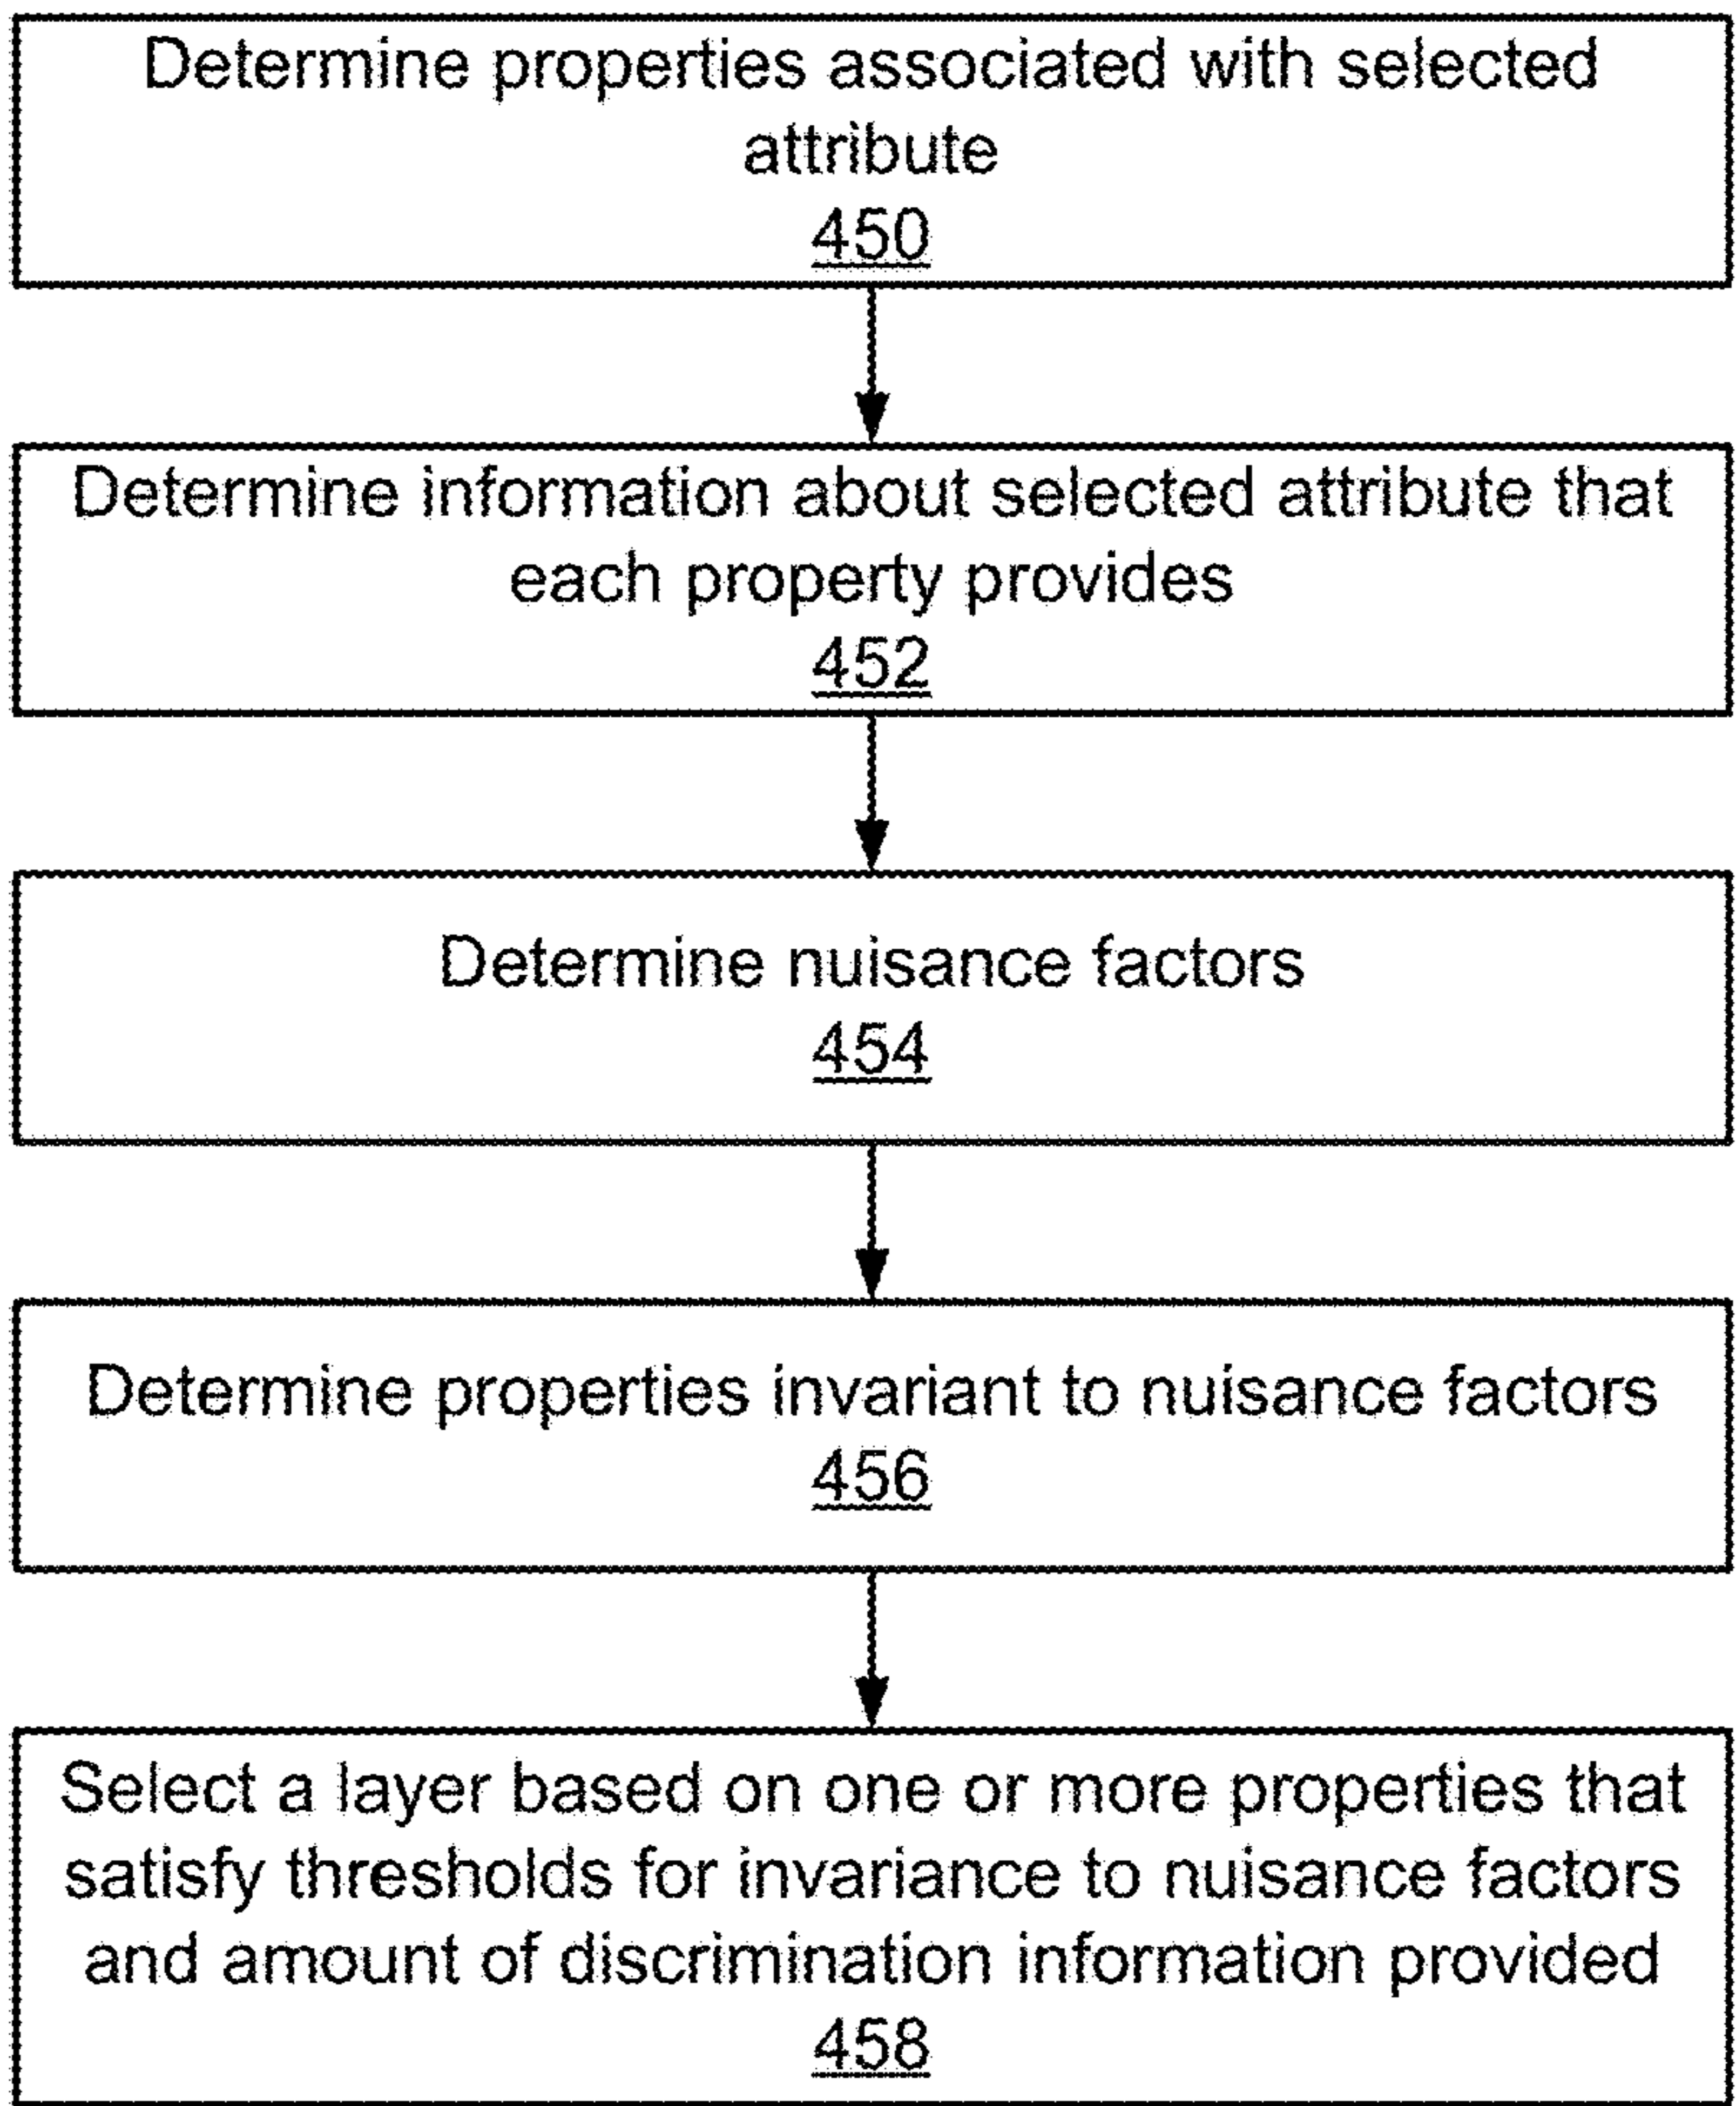 Determine properties associated with selected
attribute
450
Determine information about selected attribute that
each property provides
452
Determine nuisance factors
454
Determine properties invariant to nuisance factors
456
Select a layer based on one or more properties that
satisfy thresholds for invariance to nuisance factors
and amount of discrimination information provided
458